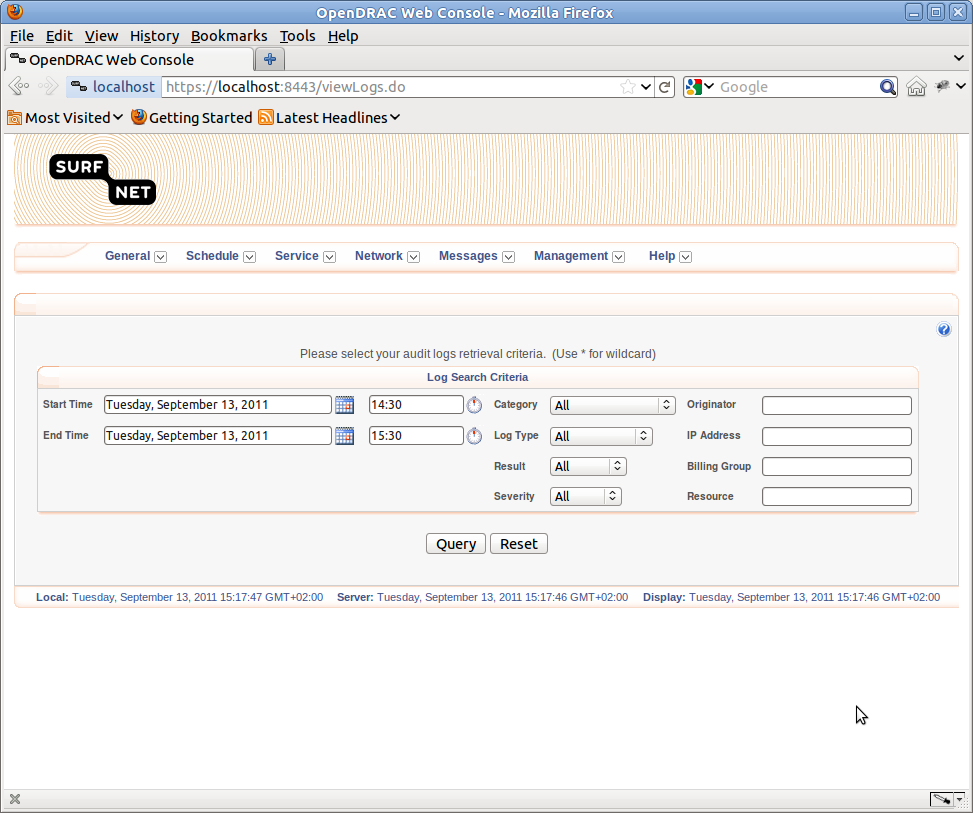 OpenDRAC Web Console - Mozilla Firefox
File Edit View History Bookmarks Tools Help
OpenDRAC Web Console
localhost https://localhost:8443/viewLogs.do Google
Most Visited Getting Started Latest Headlines
SURF
NET
General Schedule Service Network Messages Management Help
?
Please select your audit logs retrieval criteria. (Use * for wildcard)
Log Search Criteria
Start Time Tuesday, September 13, 2011 14:30 Category All Originator
End Time Tuesday, September 13, 2011 15:30 Log Type All IP Address
Result All Billing Group
Severity All Resource
Query Reset
Local: Tuesday, September 13, 2011 15:17:47 GMT+02:00 Server: Tuesday, September 13, 2011 15:17:46 GMT+02:00 Display: Tuesday, September 13, 2011 15:17:46 GMT+02:00